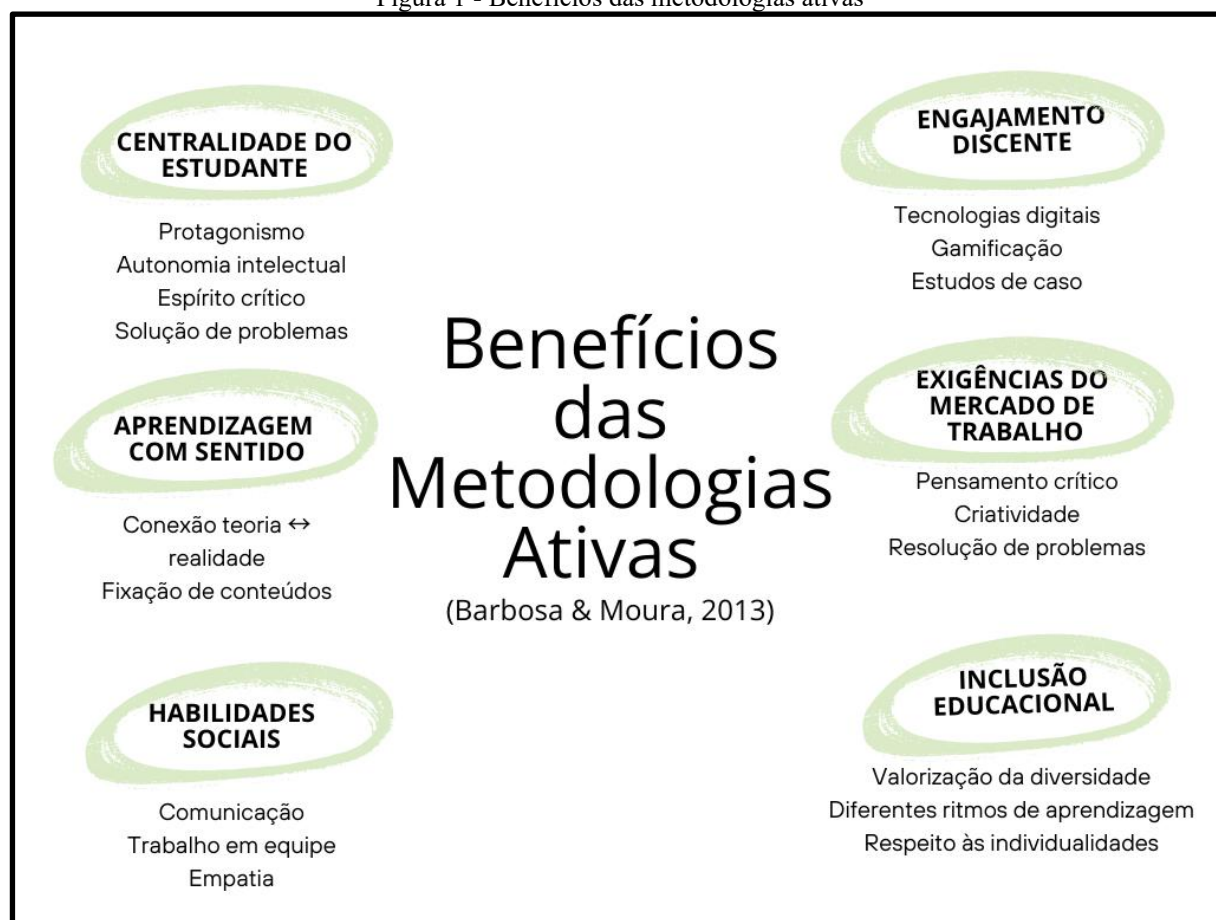 Figura 1 - Benefícios das metodologias ativas
CENTRALIDADE DO
ESTUDANTE
Protagonismo
Autonomia intelectual
Espírito crítico
Solução de problemas
APRENDIZAGEM
COM SENTIDO
Conexão teoria ↔
realidade
Fixação de conteúdos
HABILIDADES
SOCIAIS
Comunicação
Trabalho em equipe
Empatia
Benefícios
das
Metodologias
Ativas
(Barbosa & Moura, 2013)
ENGAJAMENTO
DISCENTE
Tecnologias digitais
Gamificação
Estudos de caso
EXIGÊNCIAS DO
MERCADO DE
TRABALHO
Pensamento crítico
Criatividade
Resolução de problemas
INCLUSÃO
EDUCACIONAL
Valorização da diversidade
Diferentes ritmos de aprendizagem
Respeito às individualidades